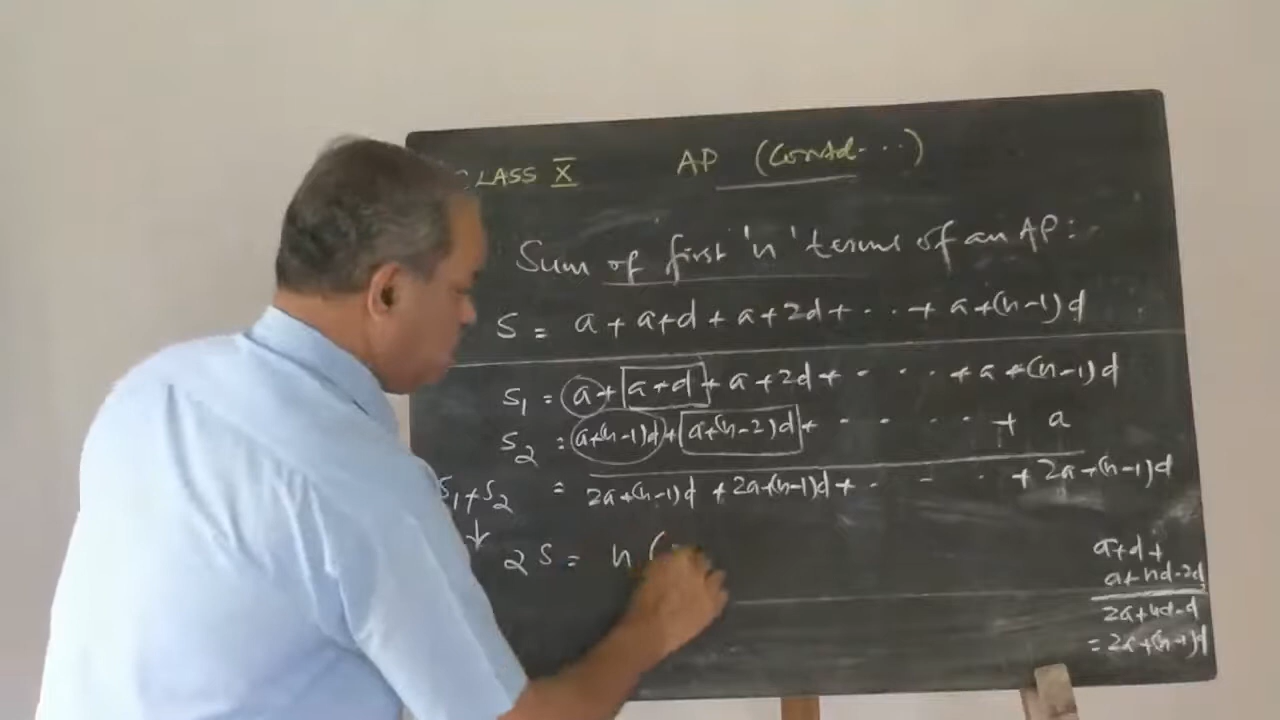 CLASS X AP (Contd...)
Sum of first 'n' terms of an AP:
S = a + a+d + a+2d + . . . + a+(n-1)d
S₁ = a + a+d + a+2d + . . . + a+(n-1)d
S₂ = a+(n-1)d + a+(n-2)d + . . . . + a
S₁+S₂ = 2a+(n-1)d + 2a+(n-1)d + . . . + 2a+(n-1)d
↓ 2S = n (
a+d+
a+nd-2d
2a+nd-d
= 2a+(n-1)d